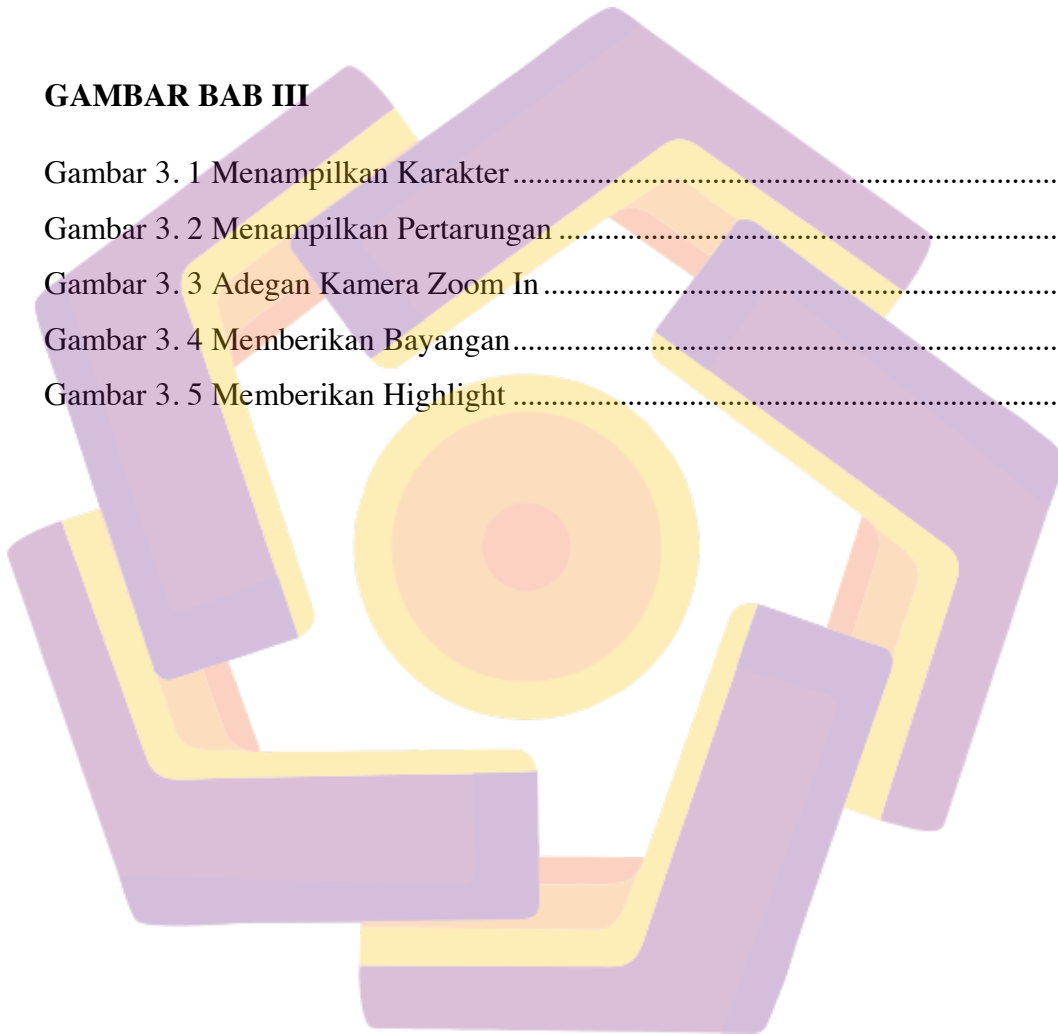 GAMBAR BAB III
Gambar 3. 1 Menampilkan Karakter....................................................................
Gambar 3. 2 Menampilkan Pertarungan ..............................................................
Gambar 3. 3 Adegan Kamera Zoom In................................................................
Gambar 3. 4 Memberikan Bayangan....................................................................
Gambar 3. 5 Memberikan Highlight ....................................................................